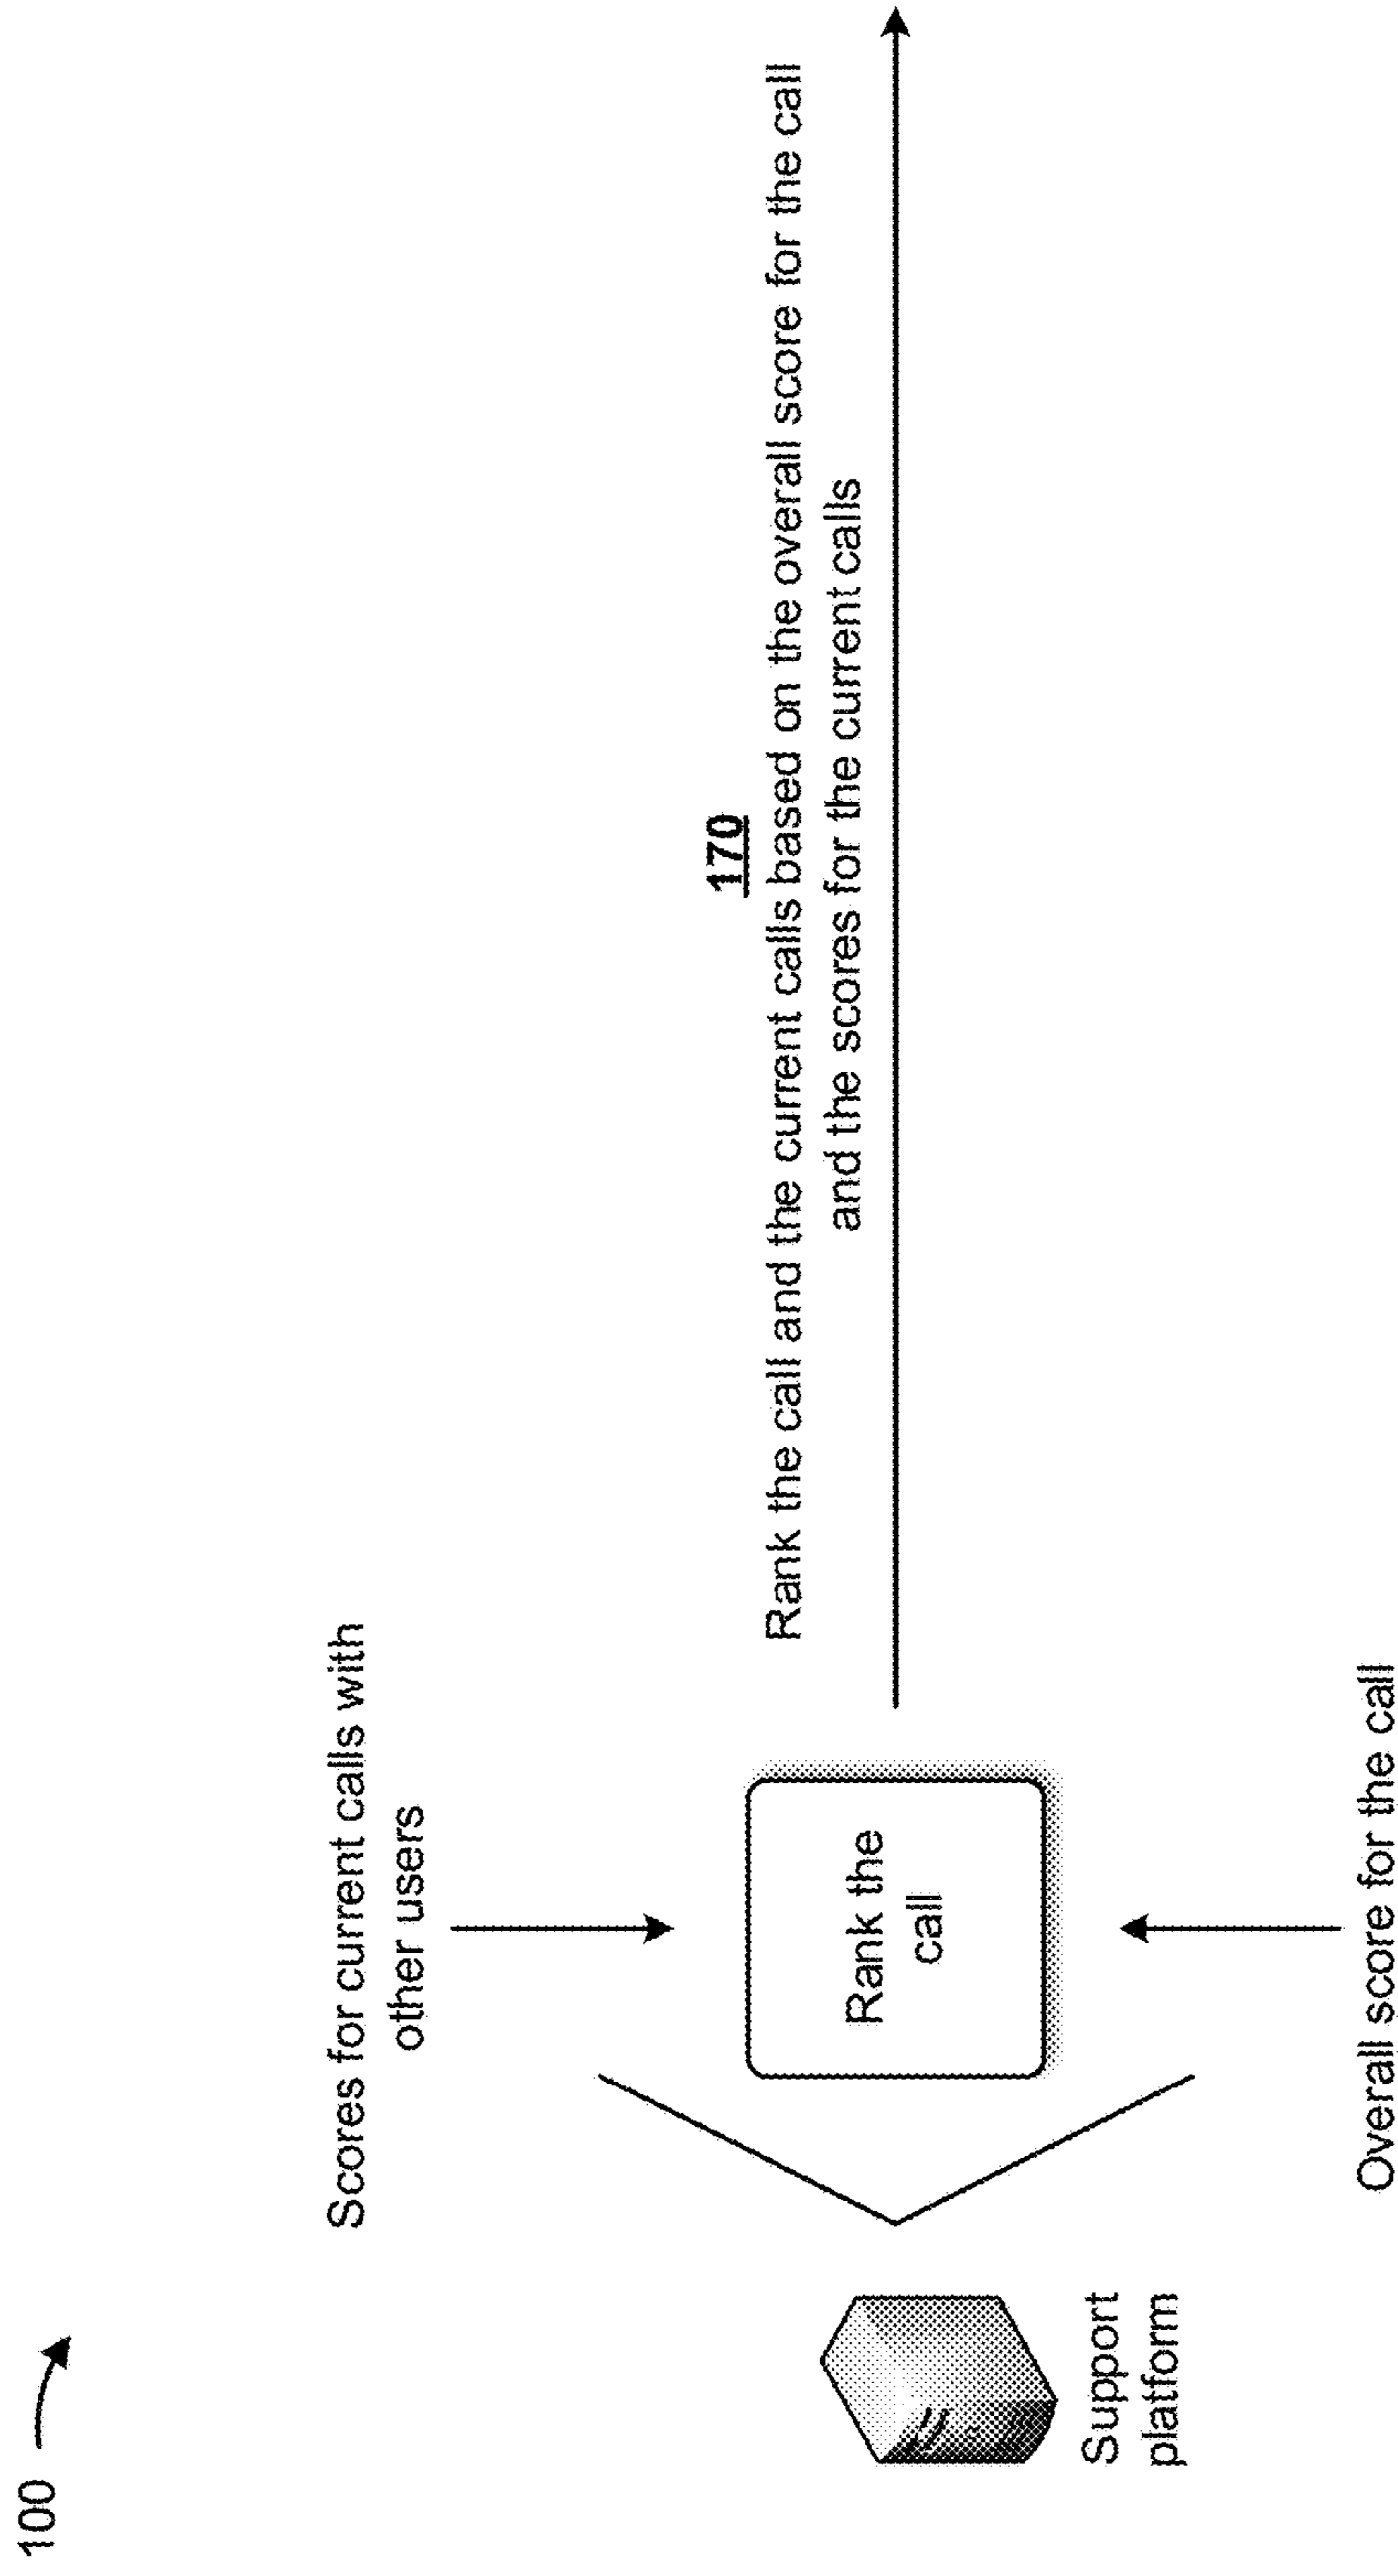 100
Scores for current calls with
other users
170
Rank the call and the current calls based on the overall score for the call
and the scores for the current calls
Rank the
call
Support
platform
Overall score for the call